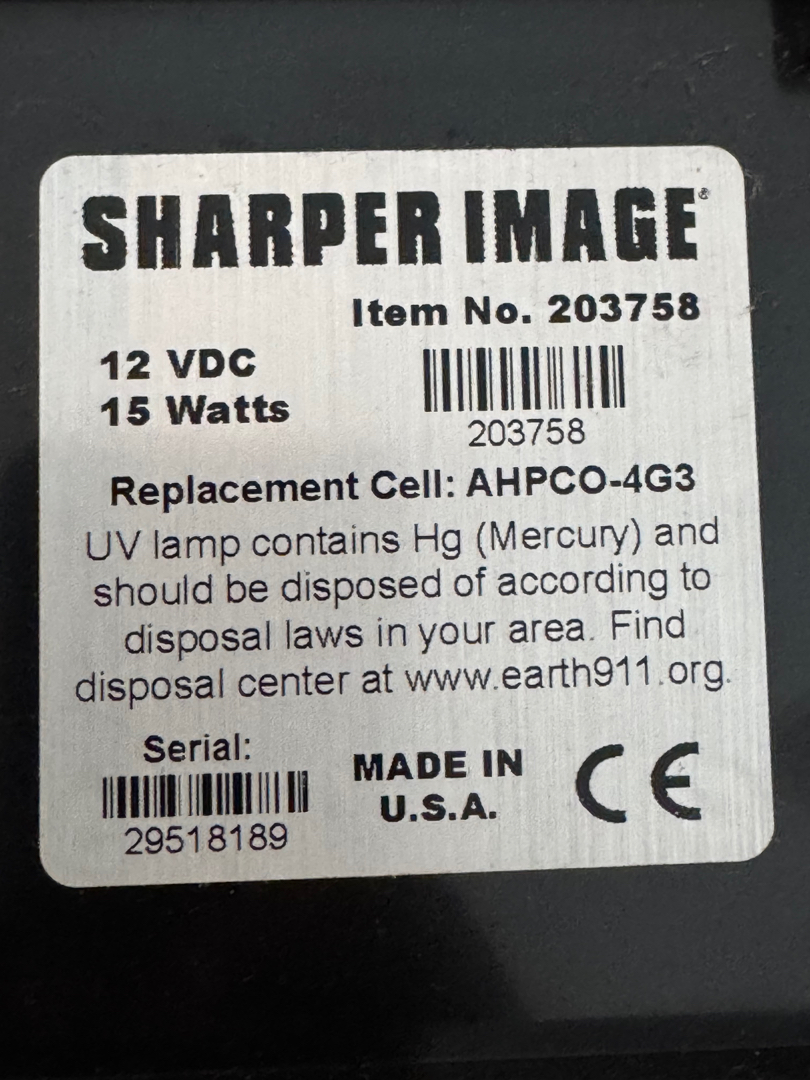 SHARPER IMAGE®
Item No. 203758
12 VDC
15 Watts
203758
Replacement Cell: AHPCO-4G3
UV lamp contains Hg (Mercury) and
should be disposed of according to
disposal laws in your area. Find
disposal center at www.earth911.org.
Serial:
29518189
MADE IN
U.S.A.
CE